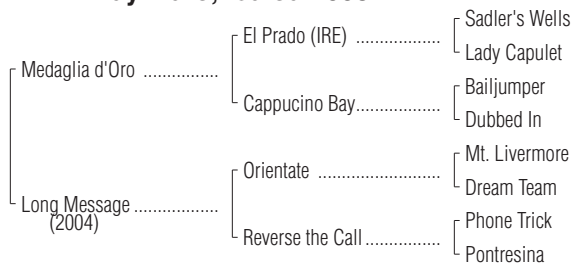 Sadler's Wells
El Prado (IRE) ..................
Lady Capulet
Medaglia d'Oro ................
Bailjumper
Cappucino Bay..................
Dubbed In
Mt. Livermore
Orientate ........................
Dream Team
Long Message ..................
(2004)
Phone Trick
Reverse the Call ................
Pontresina